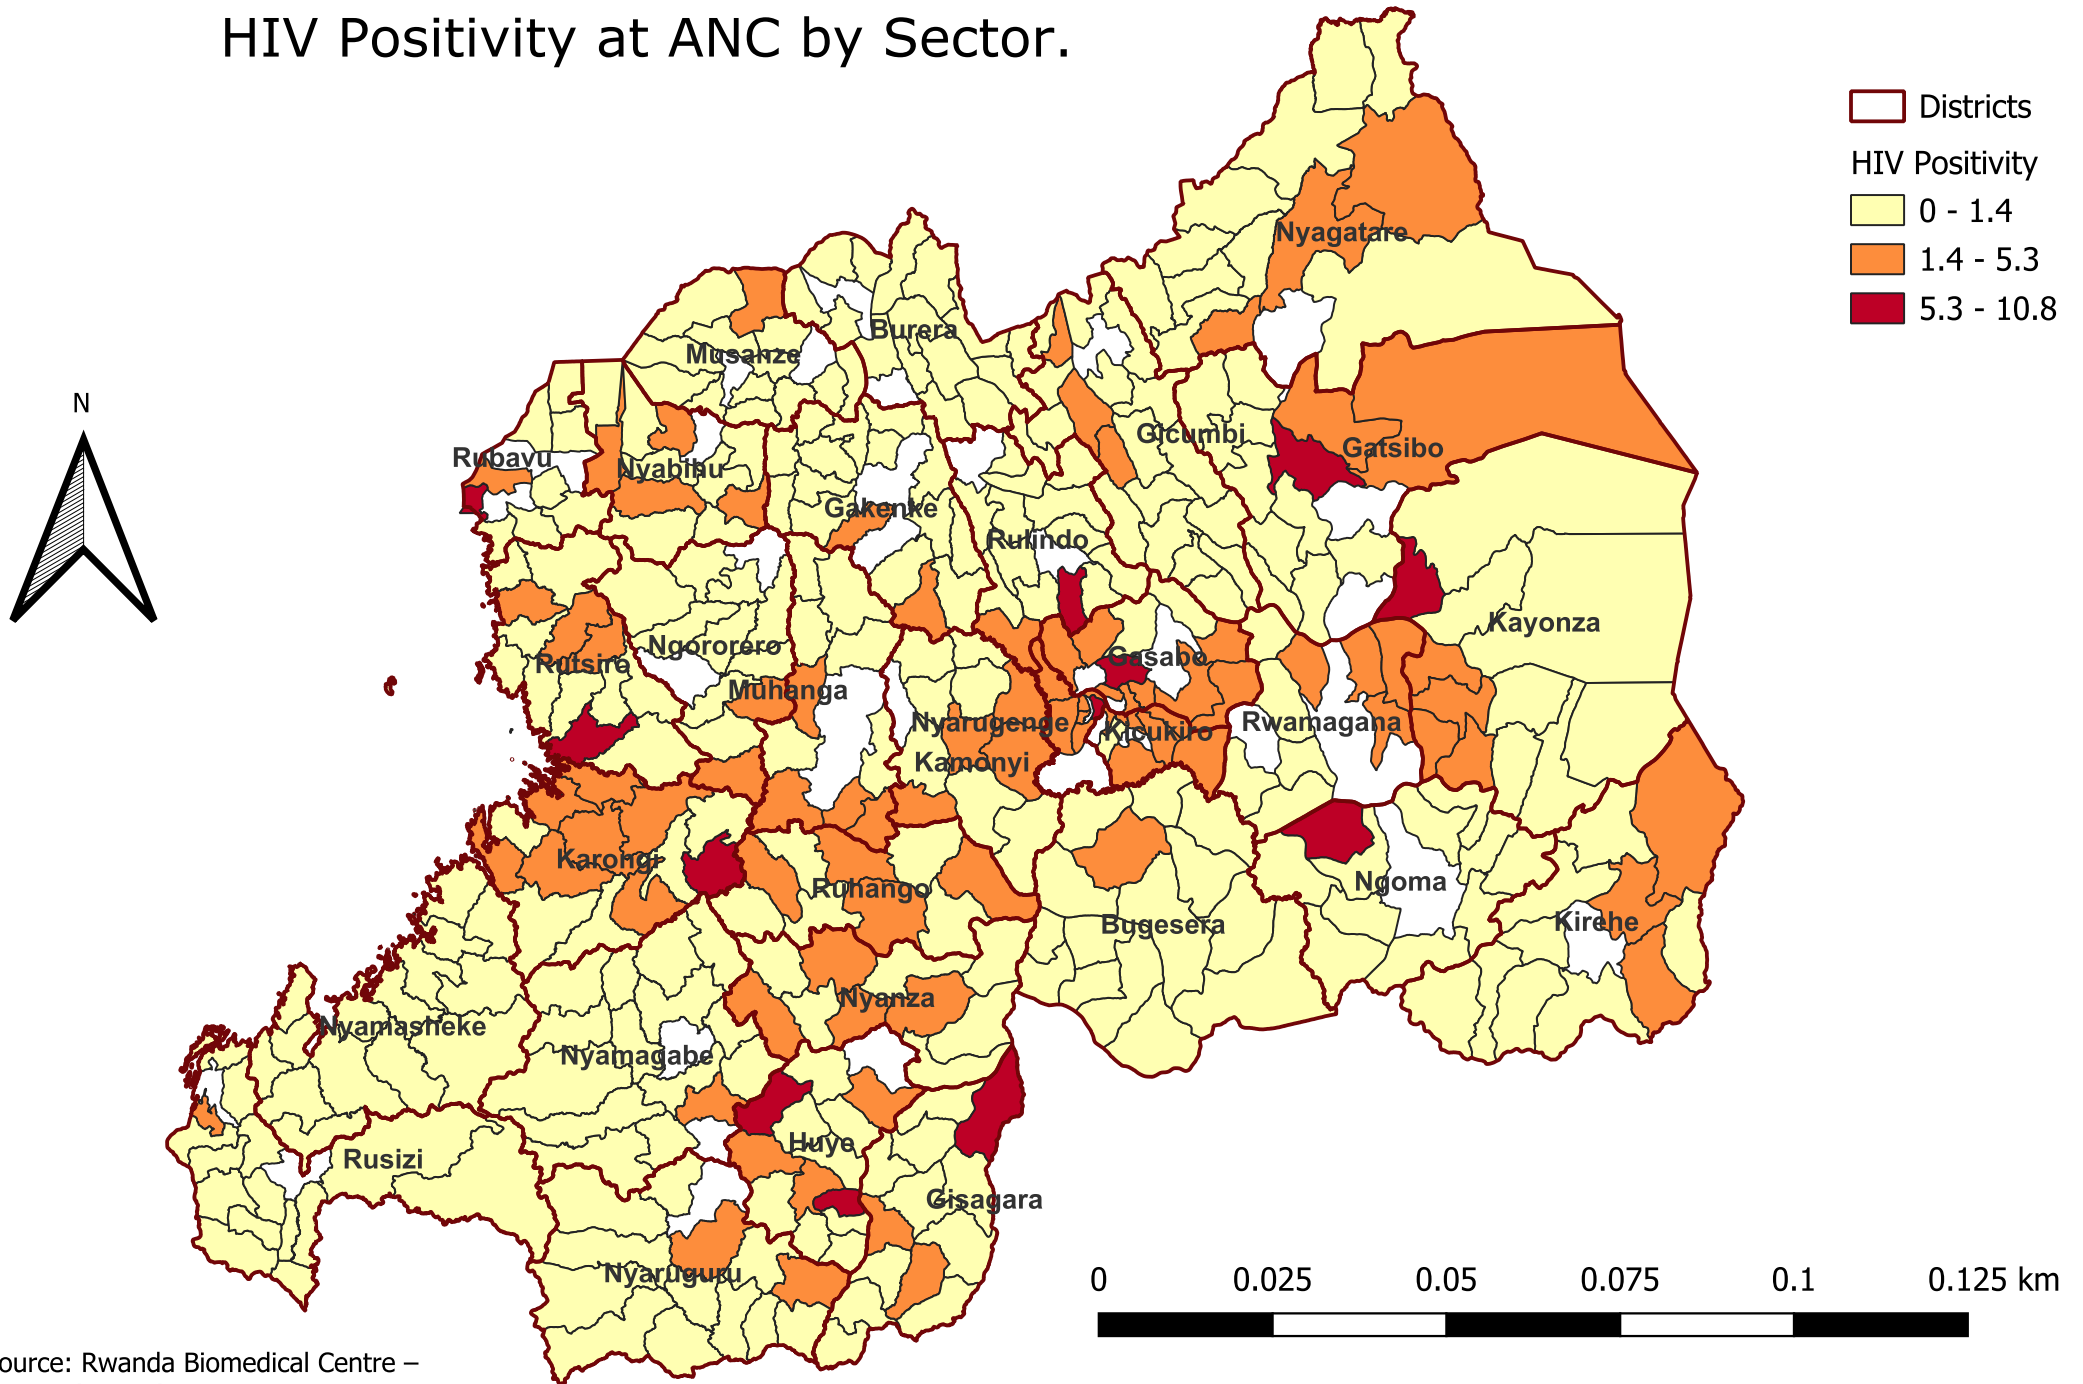 HIV Positivity at ANC by Sector.
Districts
HIV Positivity
0 - 1.4
1.4 - 5.3
5.3 - 10.8
N
Nyagatare
Burera
Musanze
Gicumbi
Gatsibo
Rubavu
Nyabihu
Gakenke
Rulindo
Kayonza
Ngororero
Rutsiro
Gasabo
Muhanga
Nyarugenge
Kicukiro
Rwamagana
Kamonyi
Karongi
Ruhango
Ngoma
Bugesera
Kirehe
Nyanza
Nyamasheke
Nyamagabe
Huye
Rusizi
Gisagara
Nyaruguru
0 0.025 0.05 0.075 0.1 0.125 km
ource: Rwanda Biomedical Centre –